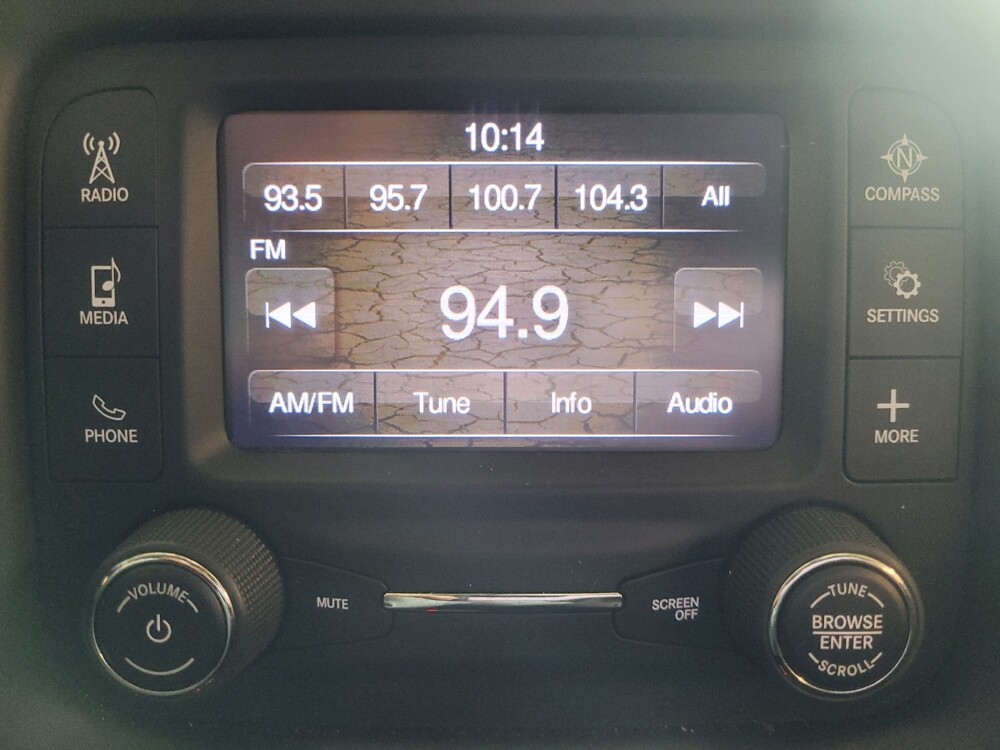 10:14
93.5 95.7 100.7 104.3 All
FM
94.9
AM/FM Tune Info Audio
RADIO
MEDIA
PHONE
N
COMPASS
SETTINGS
MORE
VOLUME
MUTE
SCREEN
OFF
TUNE
BROWSE
ENTER
SCROLL